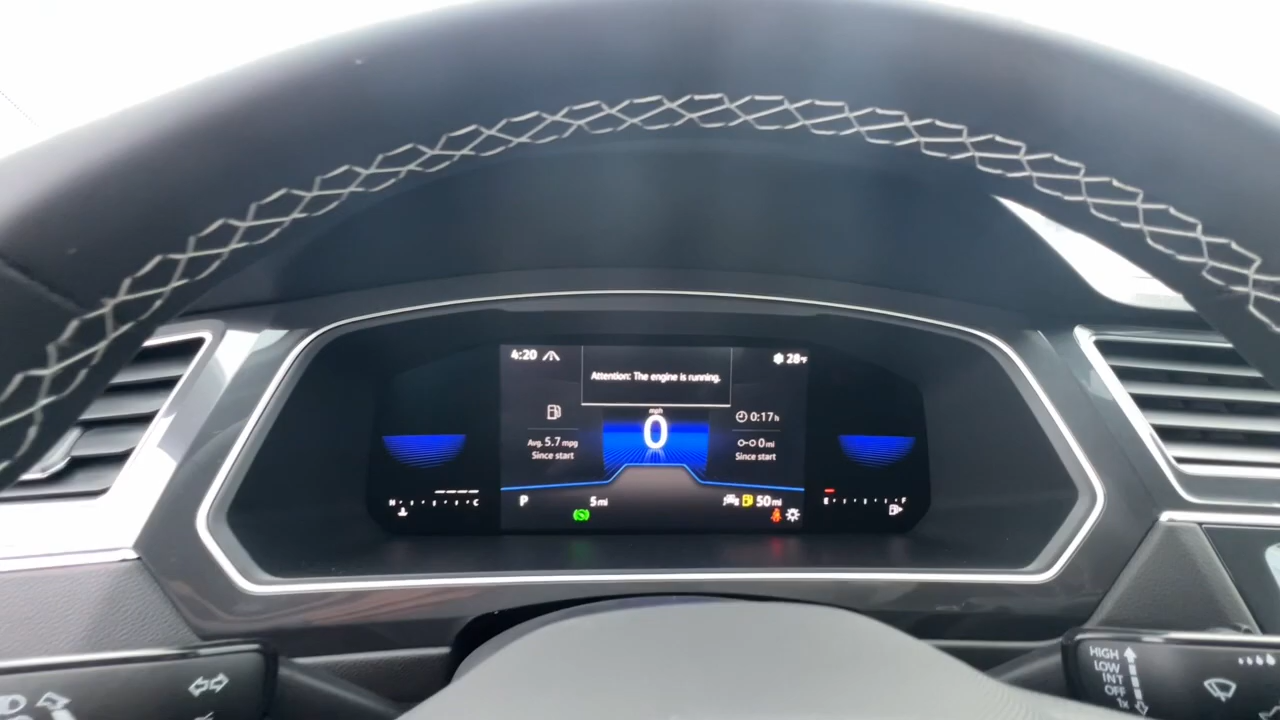 4:20
28°F
Attention: The engine is running.
mph
0
Avg. 5.7 mpg
Since start
0:17 h
0 mi
Since start
H C
P
5 mi
50 mi
E F
HIGH
LOW
INT
OFF
1x